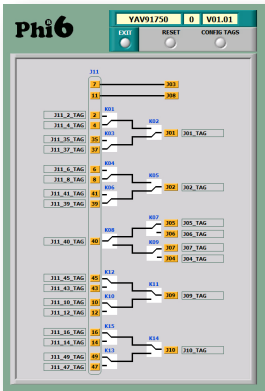 Phi6
YAV91750 0 V01.01
EXIT RESET CONFIG TAGS
J11
7 J03
11 J08
K01
J11_2_TAG 2
J11_4_TAG 4
K02
J01 J01_TAG
K03
J11_35_TAG 35
J11_37_TAG 37
K04
J11_6_TAG 6
J11_8_TAG 8
K05
J02 J02_TAG
K06
J11_41_TAG 41
J11_39_TAG 39
K07
J05 J05_TAG
J06 J06_TAG
K08
J11_40_TAG 40
K09
J07 J07_TAG
J04 J04_TAG
K12
J11_45_TAG 45
J11_43_TAG 43
K11
J09 J09_TAG
K10
J11_10_TAG 10
J11_12_TAG 12
K15
J11_16_TAG 16
J11_14_TAG 14
K14
J10 J10_TAG
K13
J11_49_TAG 49
J11_47_TAG 47